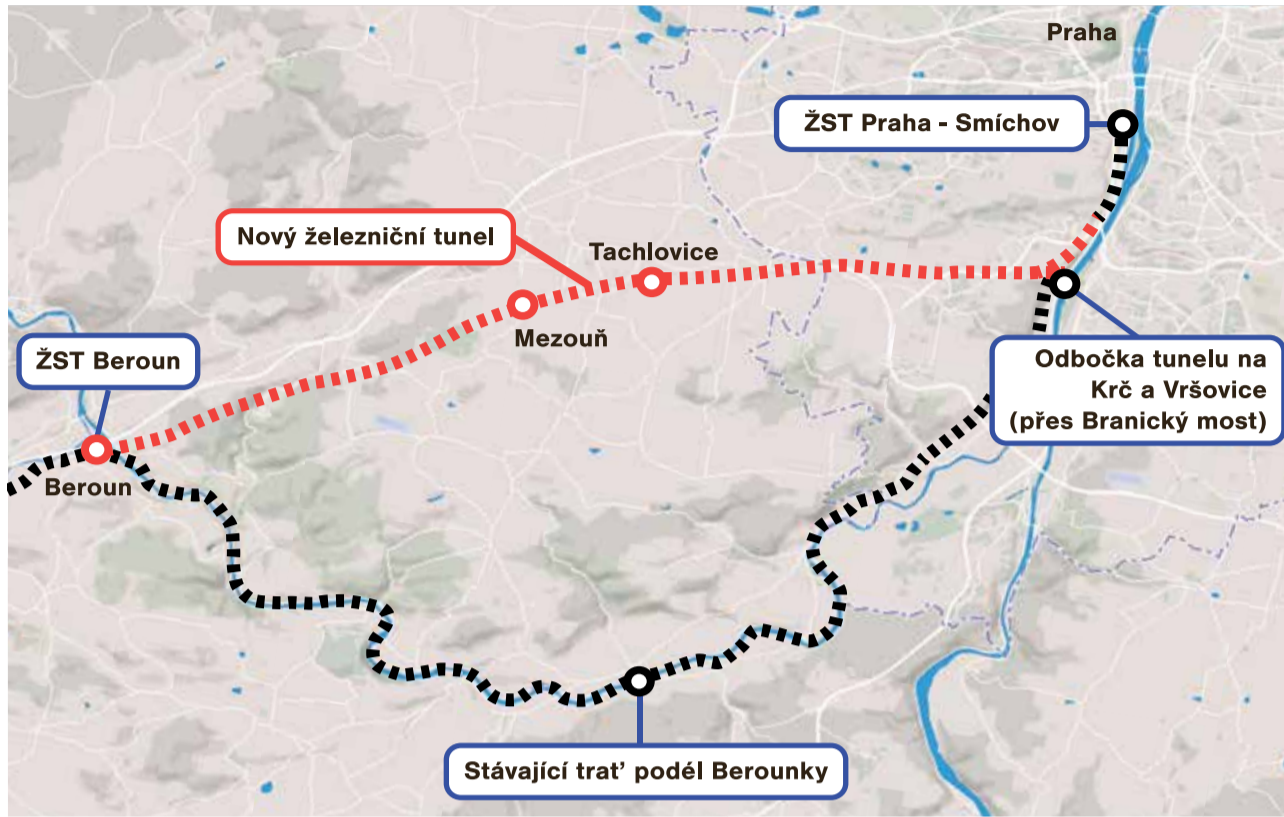 Praha
ŽST Praha - Smíchov
Nový železniční tunel
Tachlovice
Mezouň
ŽST Beroun
Odbočka tunelu na
Krč a Vršovice
(přes Branický most)
Beroun
Stávající trat' podél Berounky